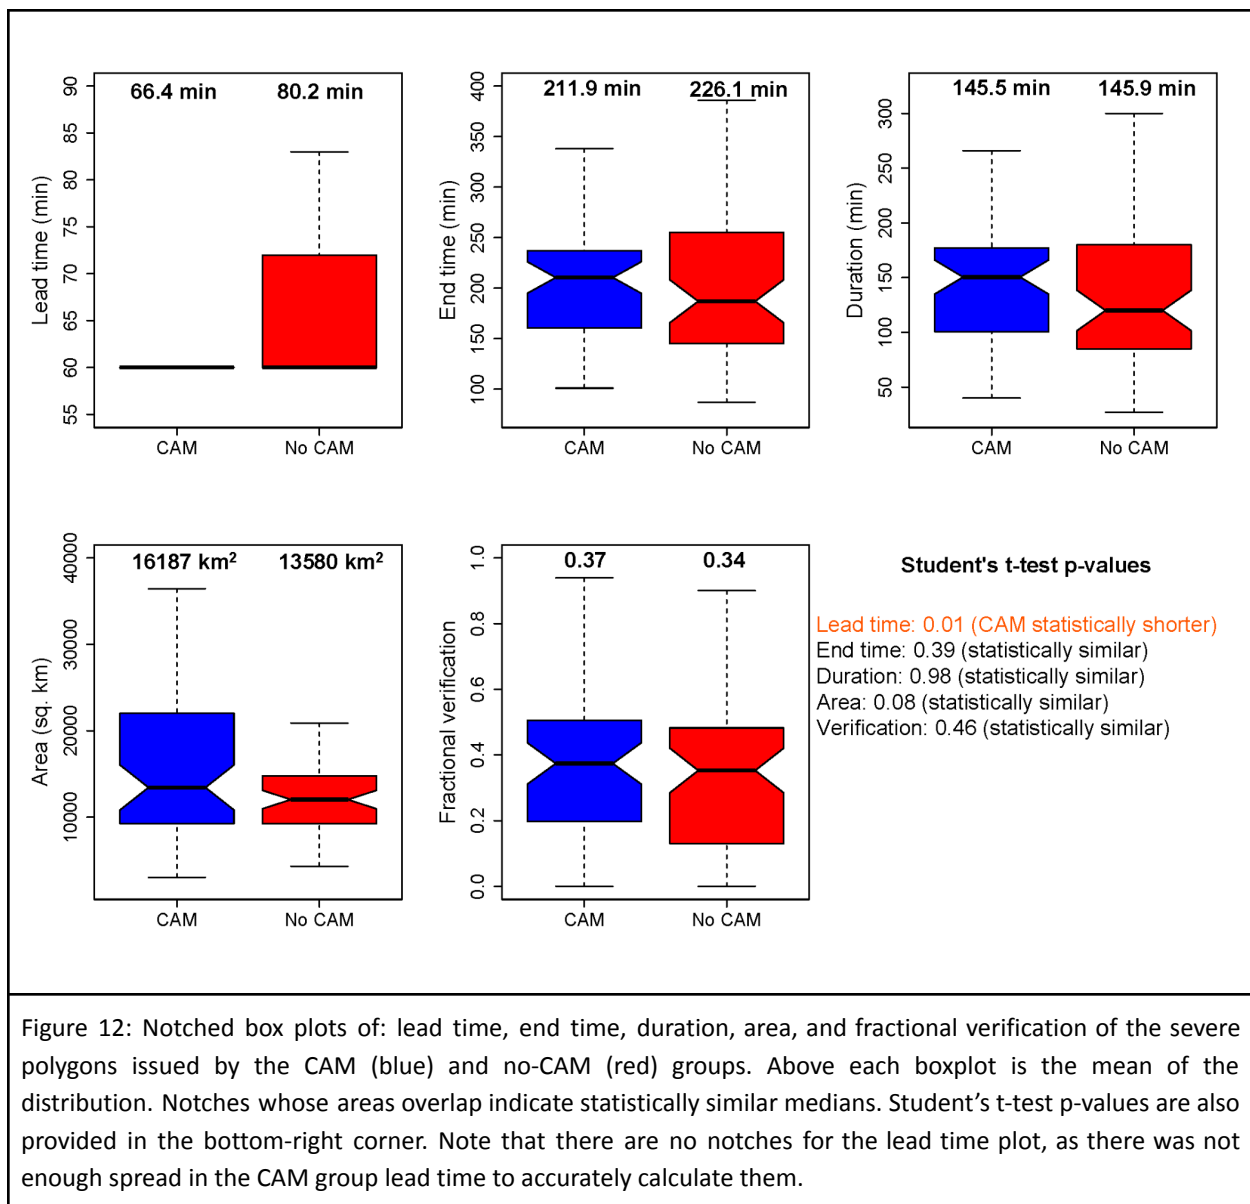 66.4 min 80.2 min
Lead time (min)
90
85
80
75
70
65
60
55
CAM No CAM
211.9 min 226.1 min
End time (min)
400
350
300
250
200
150
100
CAM No CAM
145.5 min 145.9 min
Duration (min)
300
250
200
150
100
50
CAM No CAM
16187 km² 13580 km²
Area (sq. km)
40000
30000
20000
10000
CAM No CAM
0.37 0.34
Fractional verification
1.0
0.8
0.6
0.4
0.2
0.0
CAM No CAM
Student's t-test p-values
Lead time: 0.01 (CAM statistically shorter)
End time: 0.39 (statistically similar)
Duration: 0.98 (statistically similar)
Area: 0.08 (statistically similar)
Verification: 0.46 (statistically similar)
Figure 12: Notched box plots of: lead time, end time, duration, area, and fractional verification of the severe
polygons issued by the CAM (blue) and no-CAM (red) groups. Above each boxplot is the mean of the
distribution. Notches whose areas overlap indicate statistically similar medians. Student’s t-test p-values are also
provided in the bottom-right corner. Note that there are no notches for the lead time plot, as there was not
enough spread in the CAM group lead time to accurately calculate them.